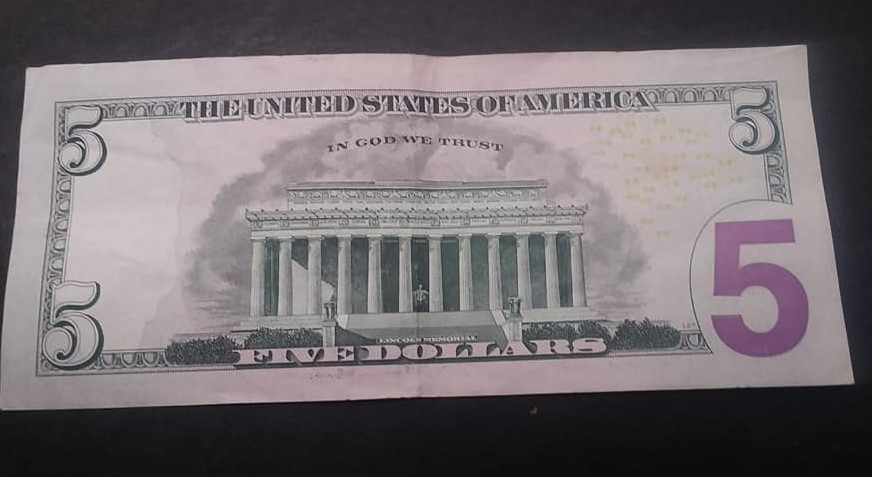 5 THE UNITED STATES OF AMERICA 5
IN GOD WE TRUST
5
LINCOLN MEMORIAL
5 FIVE DOLLARS